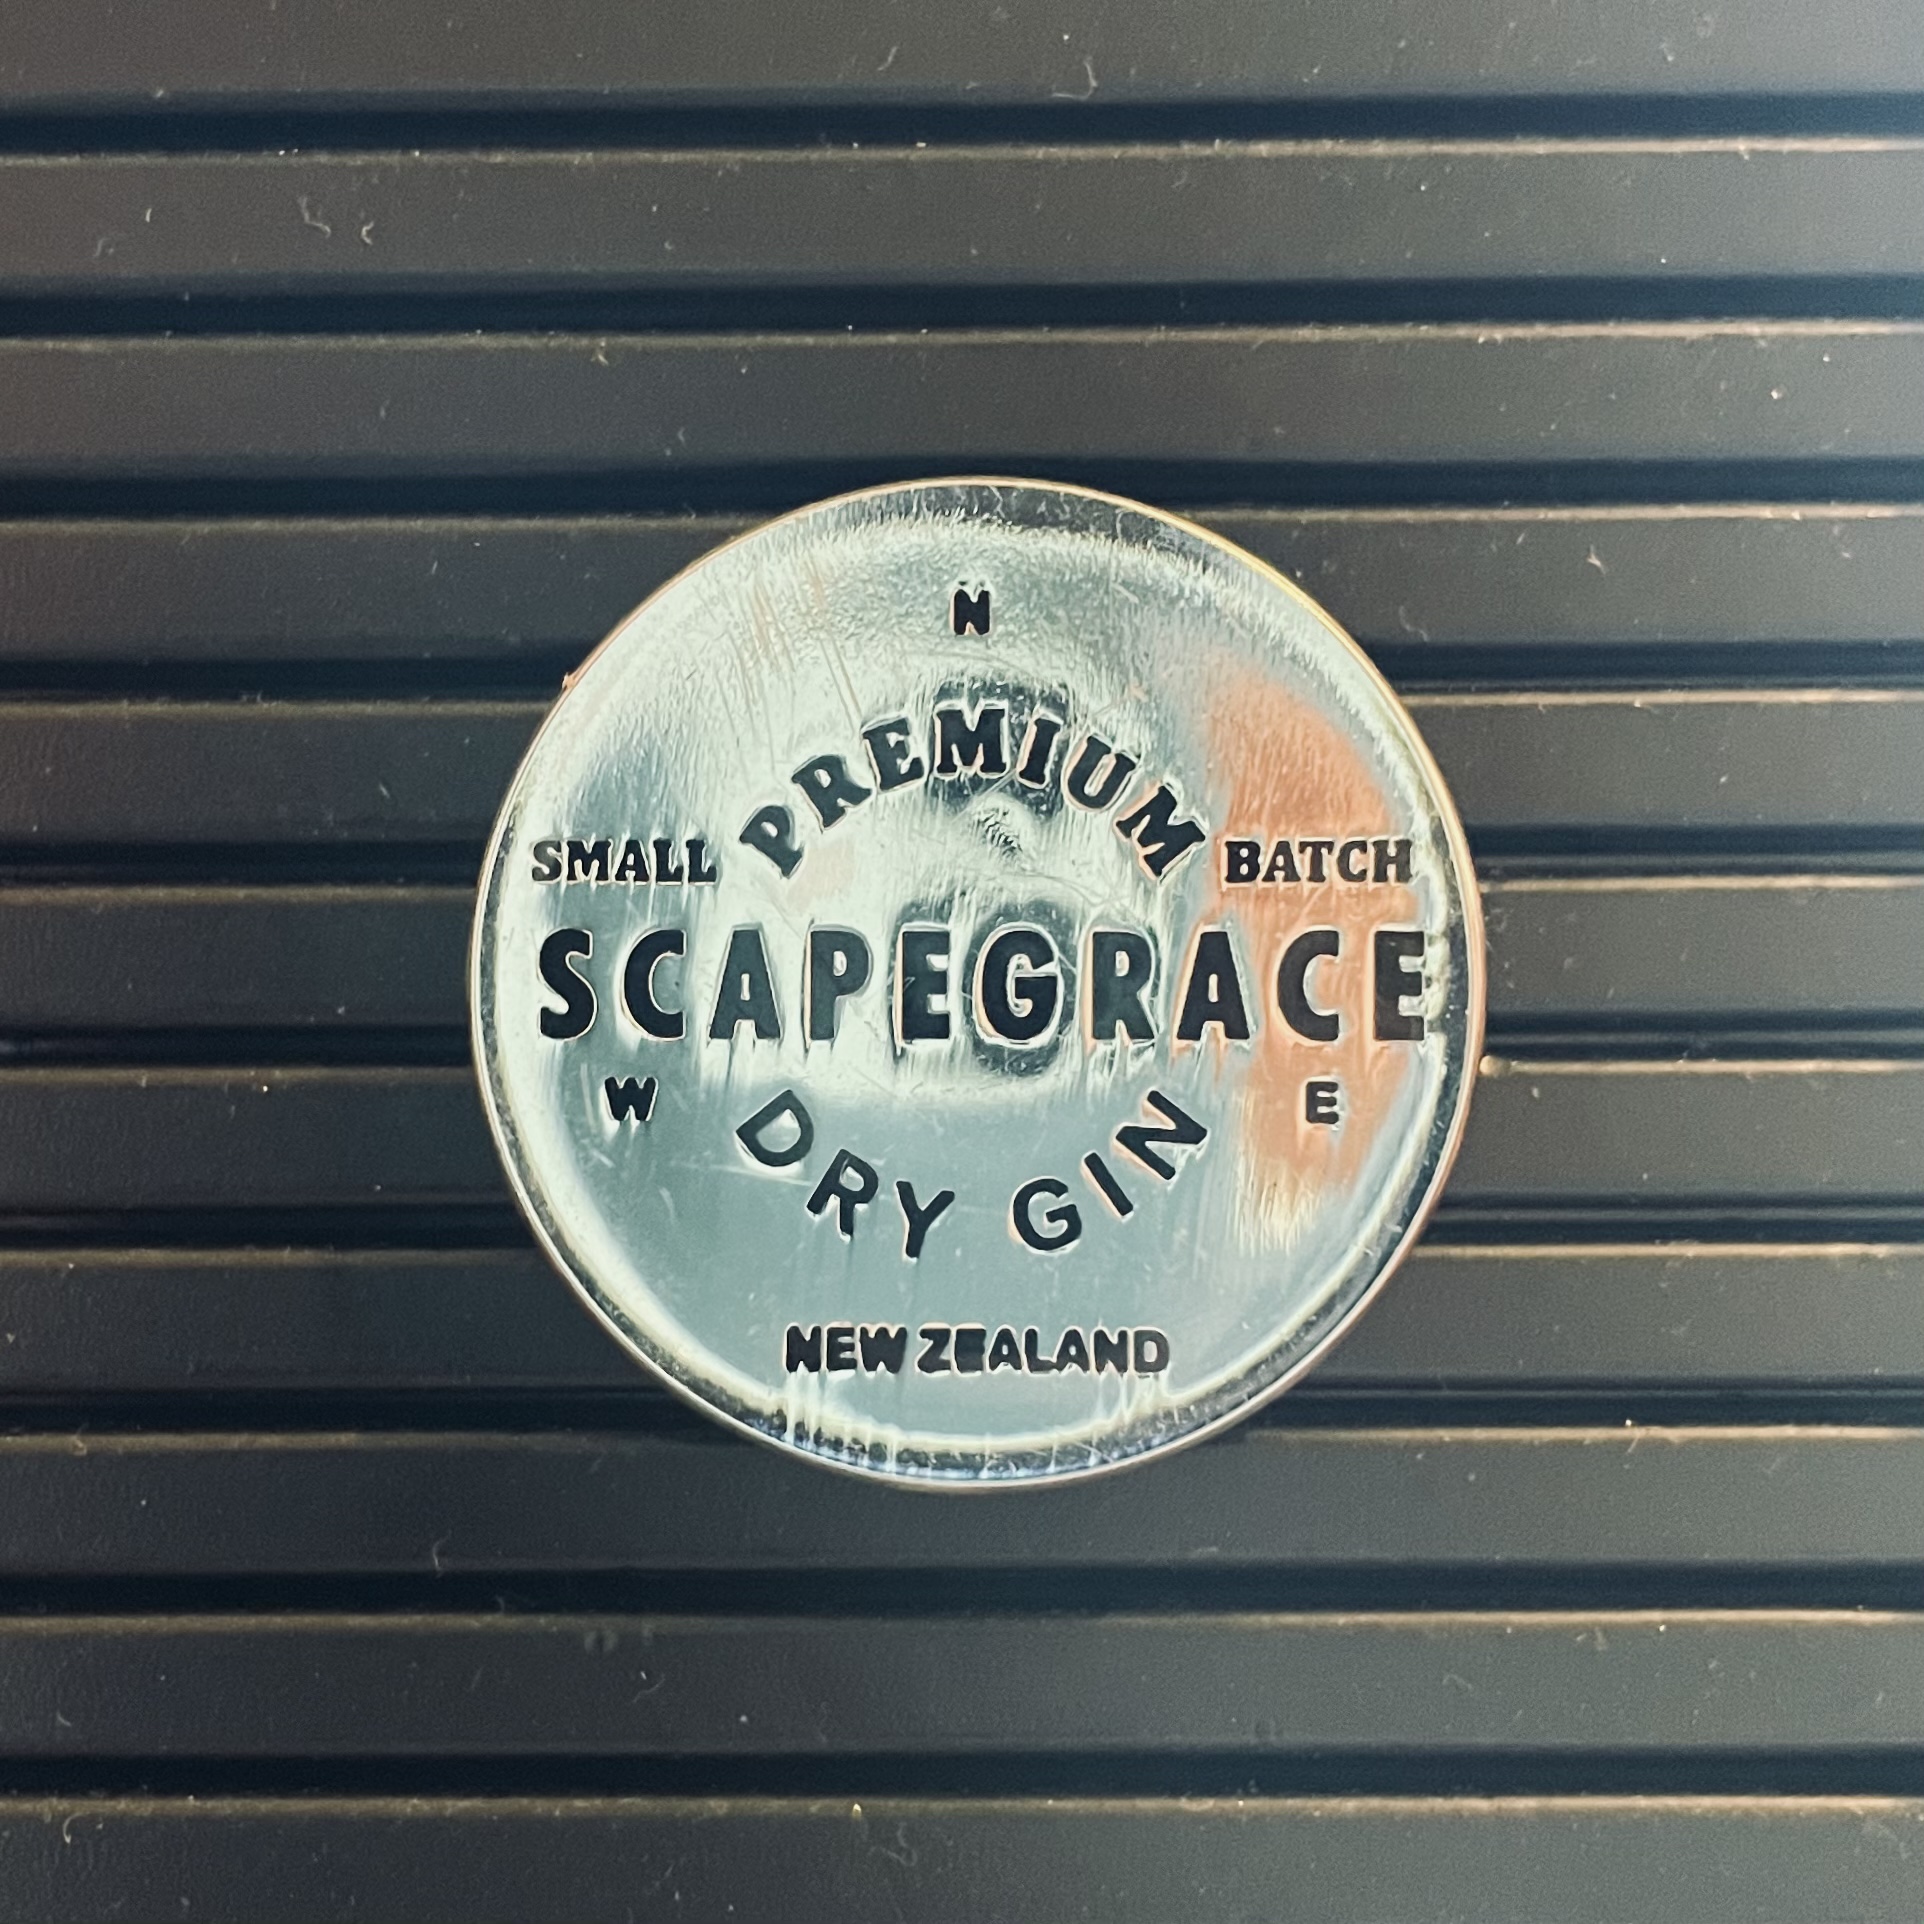 N
PREMIUM
SMALL BATCH
SCAPEGRACE
W E
DRY GIN
NEW ZEALAND